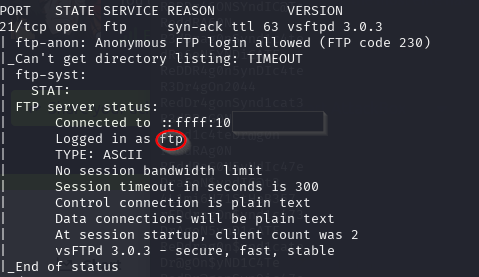 PORT   STATE SERVICE REASON         VERSION
21/tcp open  ftp     syn-ack ttl 63 vsftpd 3.0.3
| ftp-anon: Anonymous FTP login allowed (FTP code 230)
|_Can't get directory listing: TIMEOUT
| ftp-syst:
|   STAT:
| FTP server status:
|      Connected to ::ffff:10
|      Logged in as ftp
|      TYPE: ASCII
|      No session bandwidth limit
|      Session timeout in seconds is 300
|      Control connection is plain text
|      Data connections will be plain text
|      At session startup, client count was 2
|      vsFTPd 3.0.3 - secure, fast, stable
|_End of status